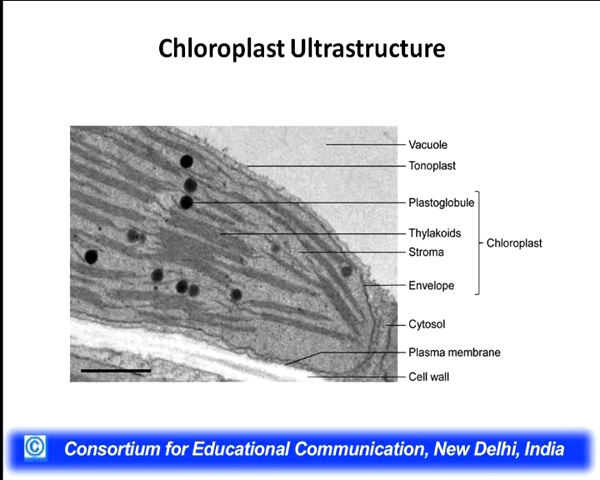 Chloroplast Ultrastructure
Vacuole
Tonoplast
Plastoglobule
Thylakoids
Chloroplast
Stroma
Envelope
Cytosol
Plasma membrane
Cell wall
© Consortium for Educational Communication, New Delhi, India